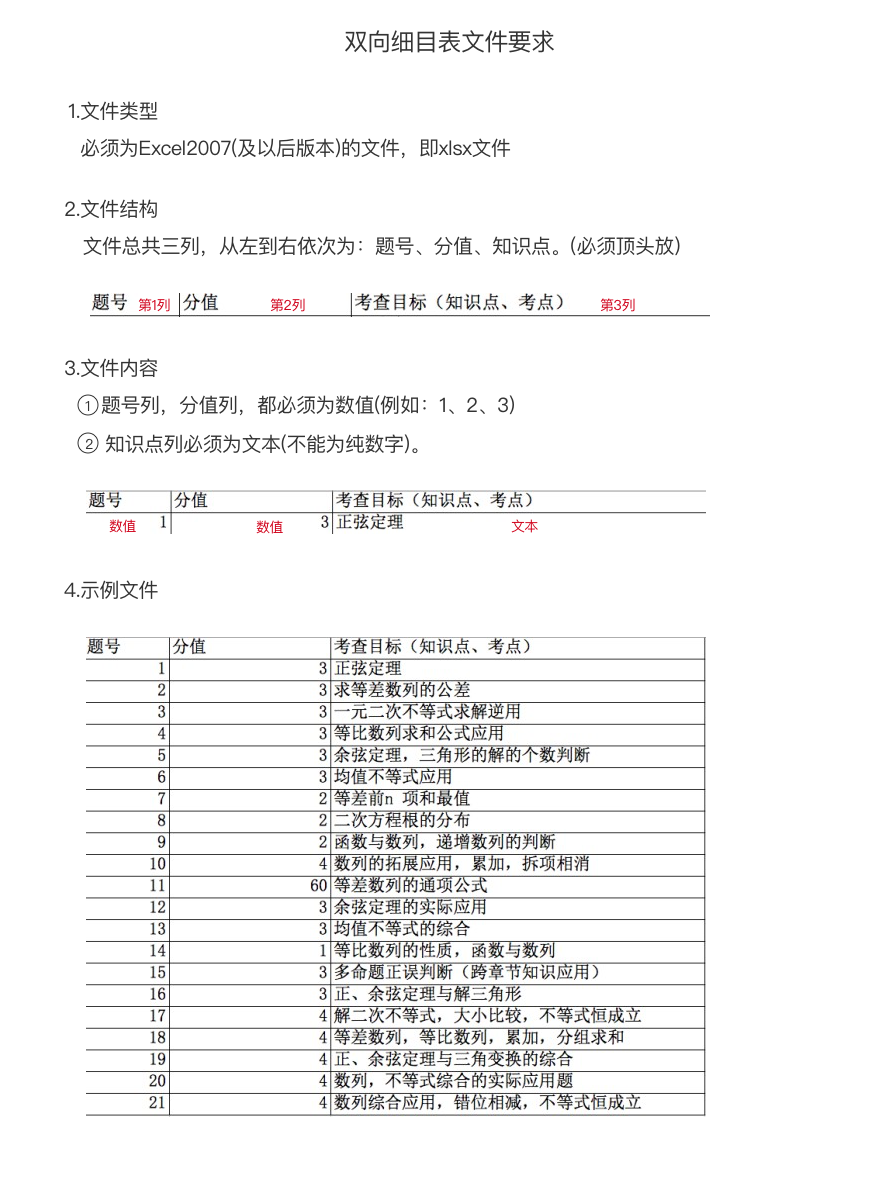 双向细目表文件要求
1.文件类型
必须为Excel2007(及以后版本)的文件，即xlsx文件
2.文件结构
文件总共三列，从左到右依次为：题号、分值、知识点。(必须顶头放)
题号 第1列 分值 第2列 考查目标（知识点、考点） 第3列
3.文件内容
①题号列，分值列，都必须为数值(例如：1、2、3)
② 知识点列必须为文本(不能为纯数字)。
题号 分值 考查目标（知识点、考点）
数值 1 数值 3 正弦定理 文本
4.示例文件
题号 分值 考查目标（知识点、考点）
1 3 正弦定理
2 3 求等差数列的公差
3 3 一元二次不等式求解逆用
4 3 等比数列求和公式应用
5 3 余弦定理，三角形的解的个数判断
6 3 均值不等式应用
7 2 等差前n 项和最值
8 2 二次方程根的分布
9 2 函数与数列，递增数列的判断
10 4 数列的拓展应用，累加，拆项相消
11 60 等差数列的通项公式
12 3 余弦定理的实际应用
13 3 均值不等式的综合
14 1 等比数列的性质，函数与数列
15 3 多命题正误判断（跨章节知识应用）
16 3 正、余弦定理与解三角形
17 4 解二次不等式，大小比较，不等式恒成立
18 4 等差数列，等比数列，累加，分组求和
19 4 正、余弦定理与三角变换的综合
20 4 数列，不等式综合的实际应用题
21 4 数列综合应用，错位相减，不等式恒成立